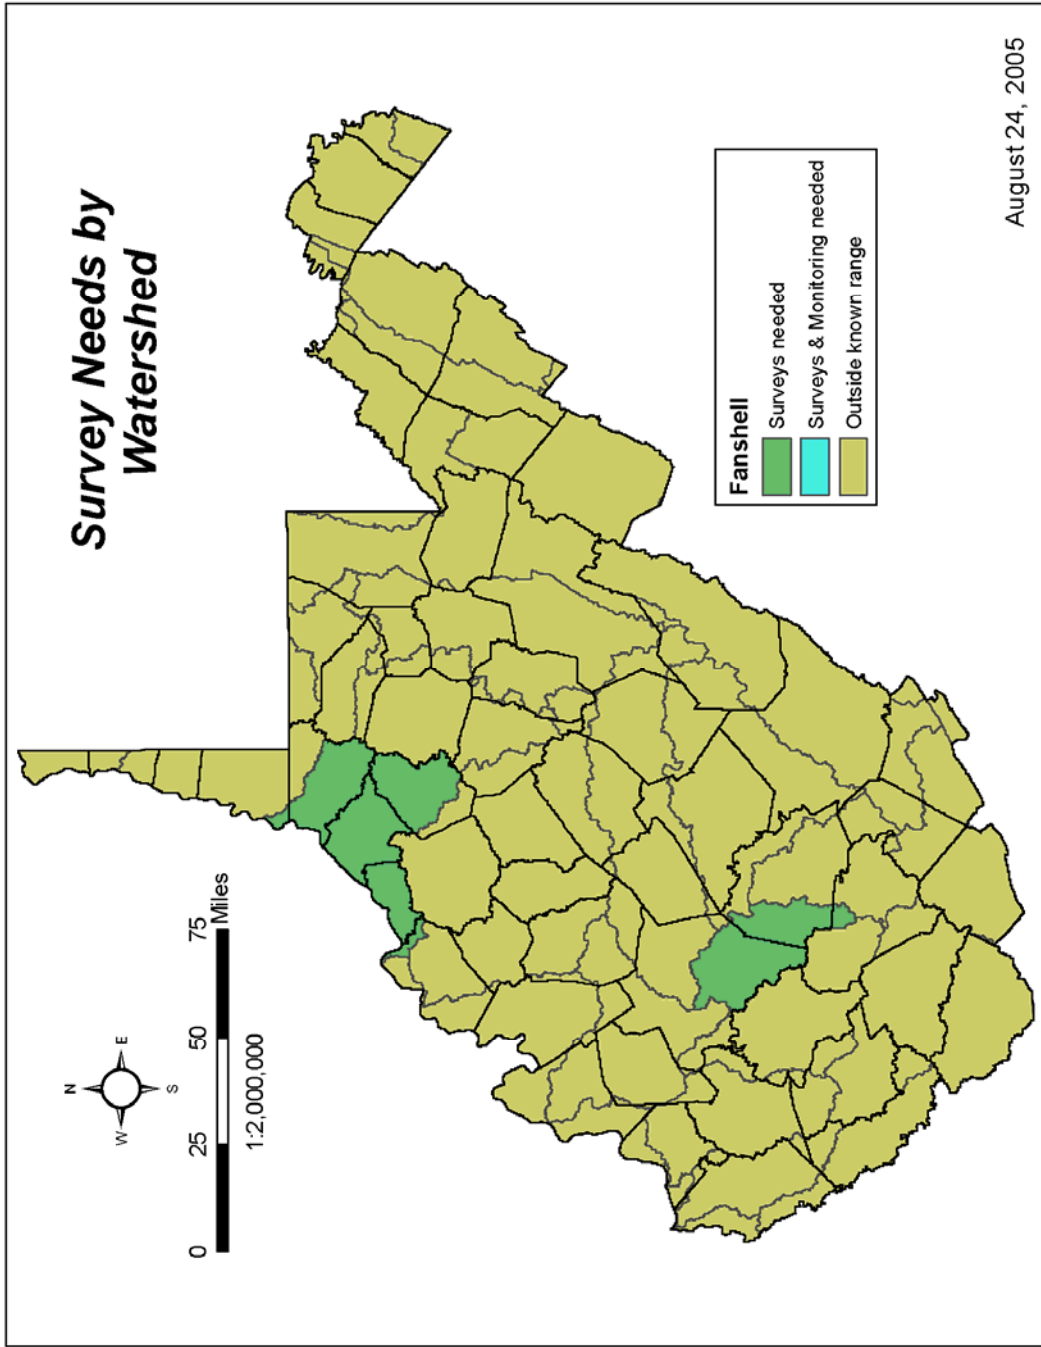 Survey Needs by
Watershed
N
W
E
S
0 25 50 75
Miles
1:2,000,000
Fanshell
Surveys needed
Surveys & Monitoring needed
Outside known range
August 24, 2005